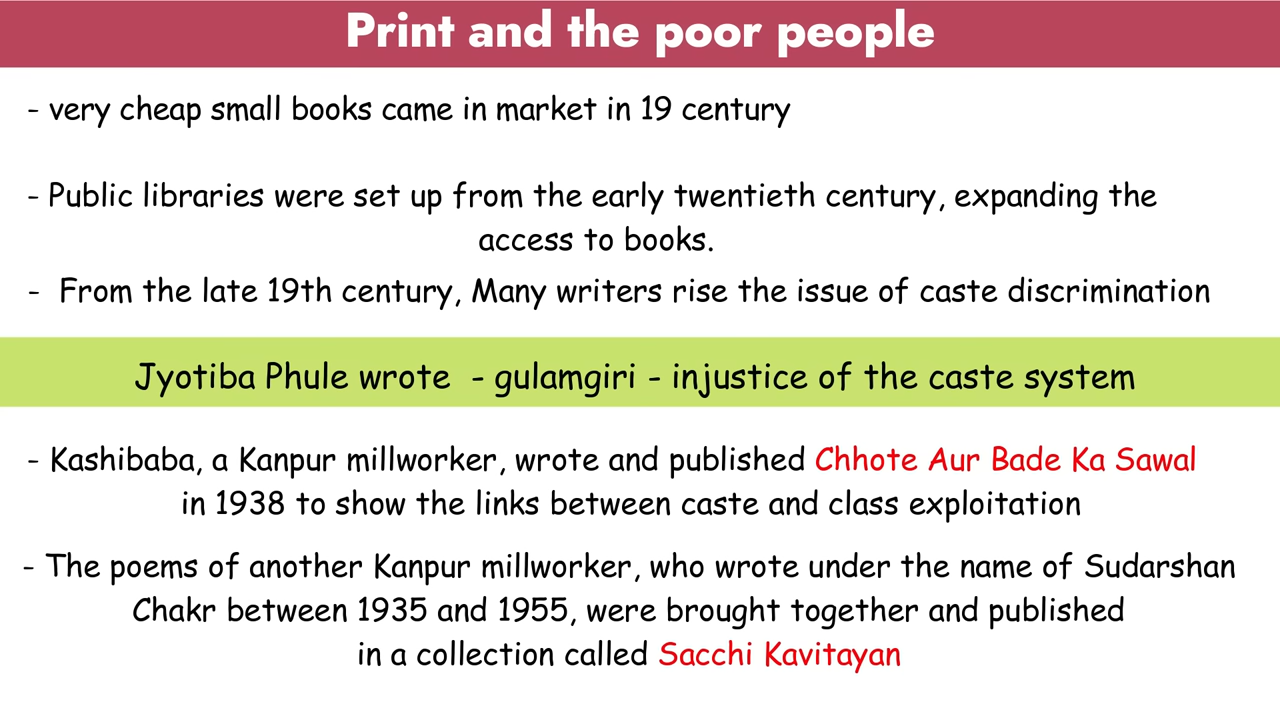 Print and the poor people
- very cheap small books came in market in 19 century
- Public libraries were set up from the early twentieth century, expanding the
access to books.
- From the late 19th century, Many writers rise the issue of caste discrimination
Jyotiba Phule wrote - gulamgiri - injustice of the caste system
- Kashibaba, a Kanpur millworker, wrote and published Chhote Aur Bade Ka Sawal
in 1938 to show the links between caste and class exploitation
- The poems of another Kanpur millworker, who wrote under the name of Sudarshan
Chakr between 1935 and 1955, were brought together and published
in a collection called Sacchi Kavitayan